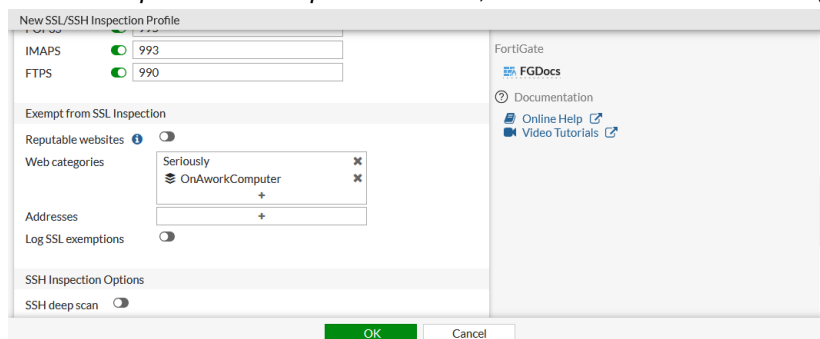 New SSL/SSH Inspection Profile
IMAPS 993
FTPS 990
Exempt from SSL Inspection
Reputable websites
Web categories Seriously
OnAworkComputer
+
Addresses +
Log SSL exemptions
SSH Inspection Options
SSH deep scan
FortiGate
FGDocs
Documentation
Online Help
Video Tutorials
OK Cancel